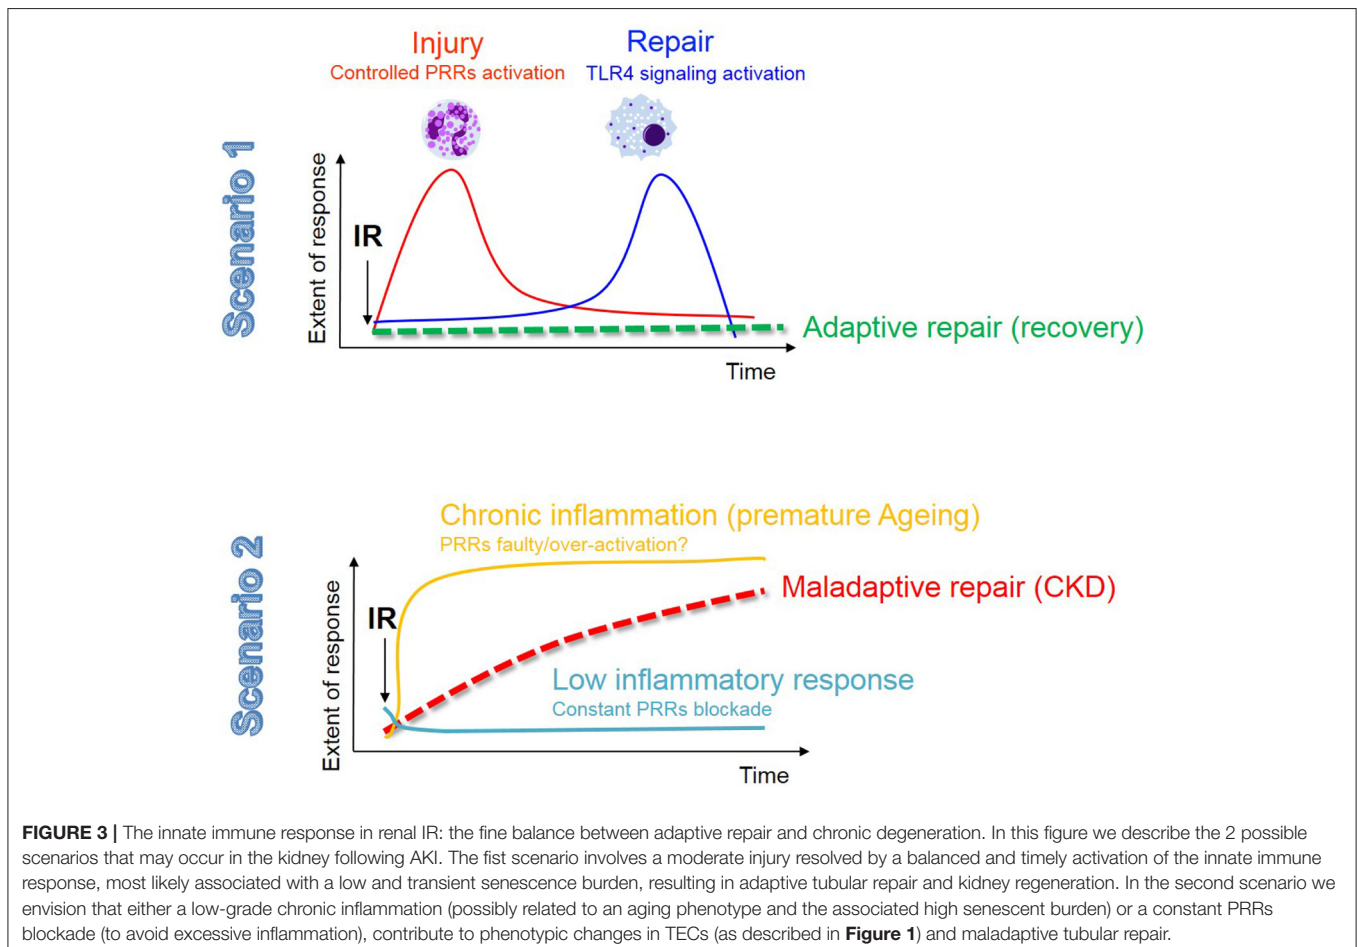 Injury
Controlled PRRs activation
Repair
TLR4 signaling activation
Scenario 1
Extent of response
IR
Adaptive repair (recovery)
Time
Scenario 2
Chronic inflammation (premature Ageing)
PRRs faulty/over-activation?
Extent of response
IR
Maladaptive repair (CKD)
Low inflammatory response
Constant PRRs blockade
Time
FIGURE 3 | The innate immune response in renal IR: the fine balance between adaptive repair and chronic degeneration. In this figure we describe the 2 possible
scenarios that may occur in the kidney following AKI. The fist scenario involves a moderate injury resolved by a balanced and timely activation of the innate immune
response, most likely associated with a low and transient senescence burden, resulting in adaptive tubular repair and kidney regeneration. In the second scenario we
envision that either a low-grade chronic inflammation (possibly related to an aging phenotype and the associated high senescent burden) or a constant PRRs
blockade (to avoid excessive inflammation), contribute to phenotypic changes in TECs (as described in Figure 1) and maladaptive tubular repair.